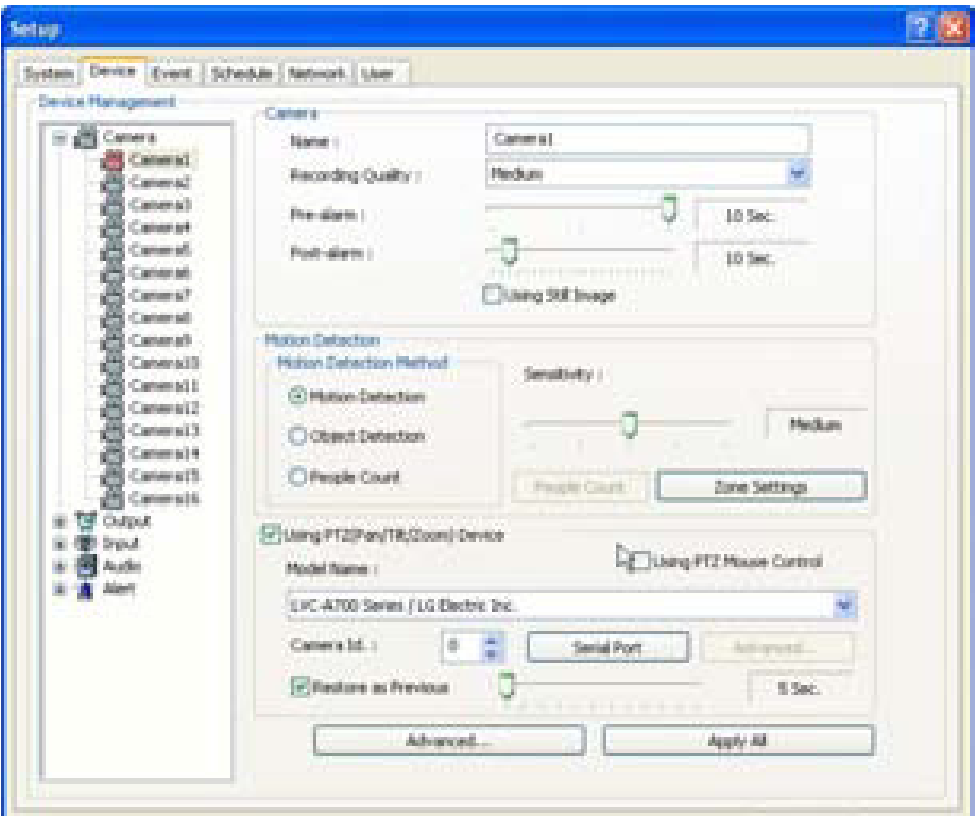 Setup
System Device Event Schedule Network User
Device Management
Camera
Camera1
Camera2
Camera3
Camera4
Camera5
Camera6
Camera7
Camera8
Camera9
Camera10
Camera11
Camera12
Camera13
Camera14
Camera15
Camera16
Output
Input
Audio
Alert
Camera
Name : Camera1
Recording Quality : Medium
Pre-alarm : 10 Sec.
Post-alarm : 10 Sec.
Using Still Image
Motion Detection
Motion Detection Method
Motion Detection
Object Detection
People Count
Sensitivity :
Medium
People Count Zone Settings
Using PTZ(Pan/Tilt/Zoom) Device
Using PTZ Mouse Control
Model Name :
LVC-A700 Series / LG Electric Inc.
Camera Id. : 0 Serial Port Advanced...
Restore as Previous 5 Sec.
Advanced... Apply All